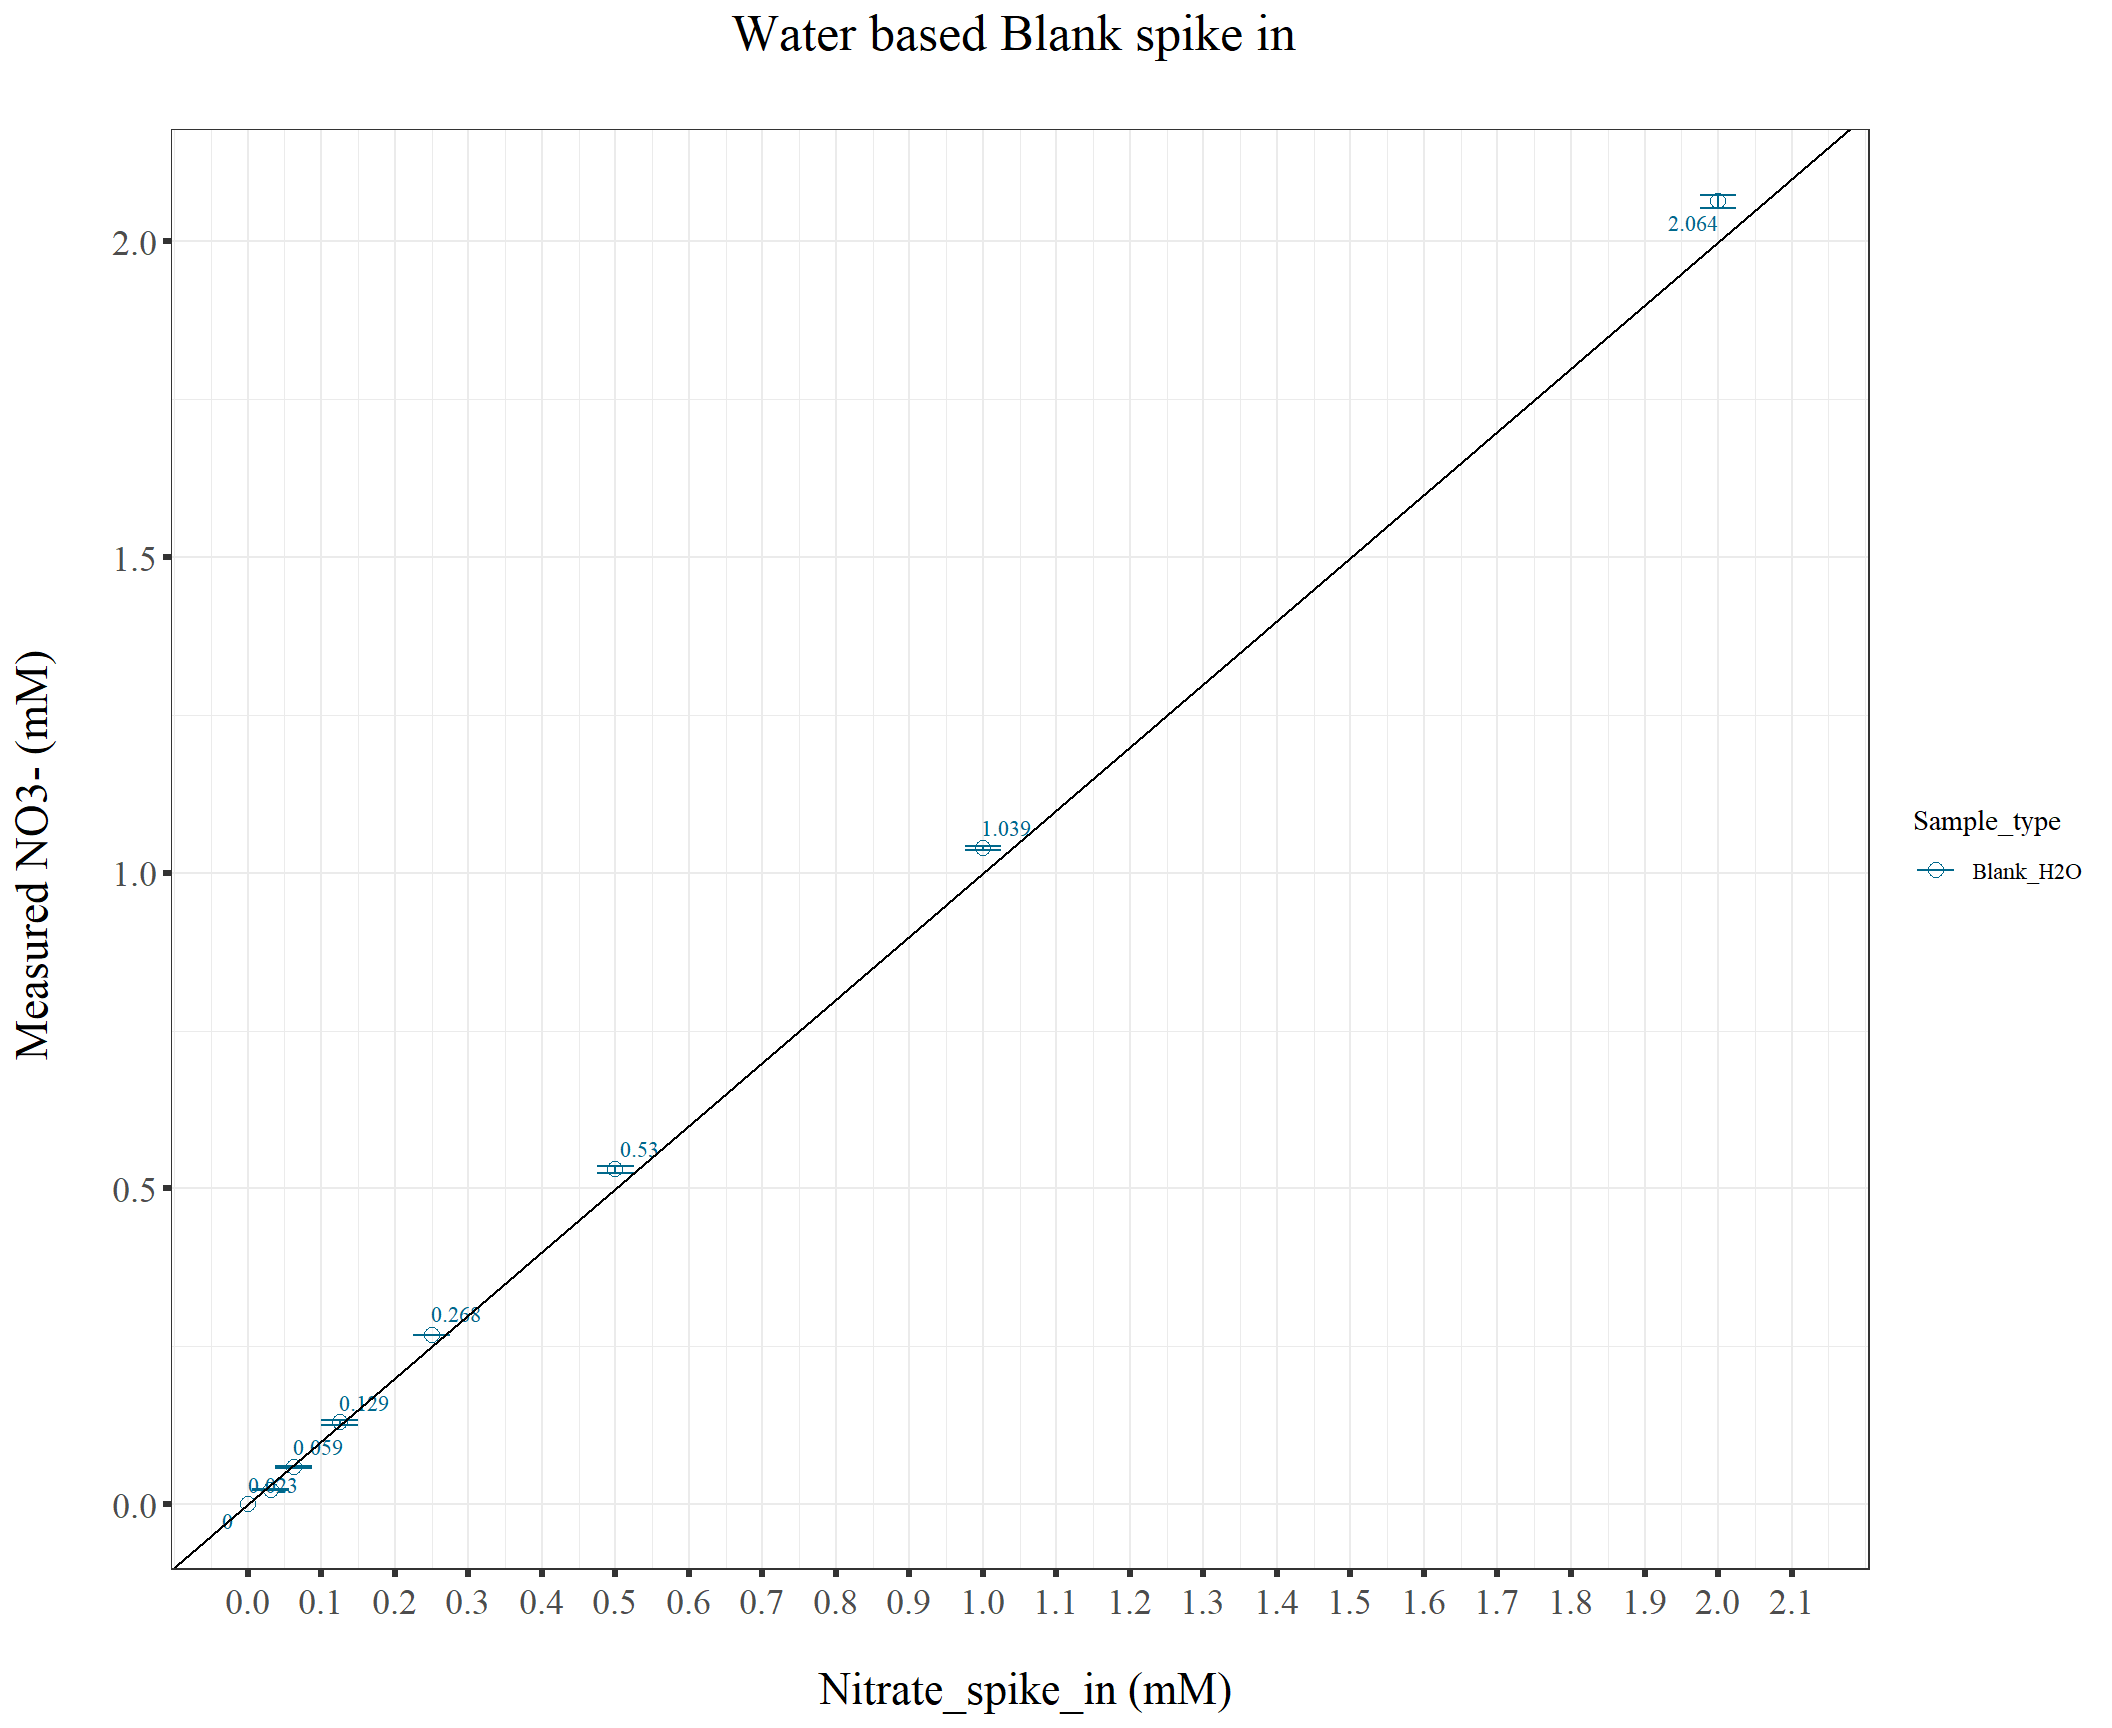 Water based Blank spike in
Measured NO3- (mM)
2.0
1.5
1.0
0.5
0.0
2.064
1.039
0.53
0.268
0.129
0.059
0.023
0
Sample_type
Blank_H2O
0.0 0.1 0.2 0.3 0.4 0.5 0.6 0.7 0.8 0.9 1.0 1.1 1.2 1.3 1.4 1.5 1.6 1.7 1.8 1.9 2.0 2.1
Nitrate_spike_in (mM)